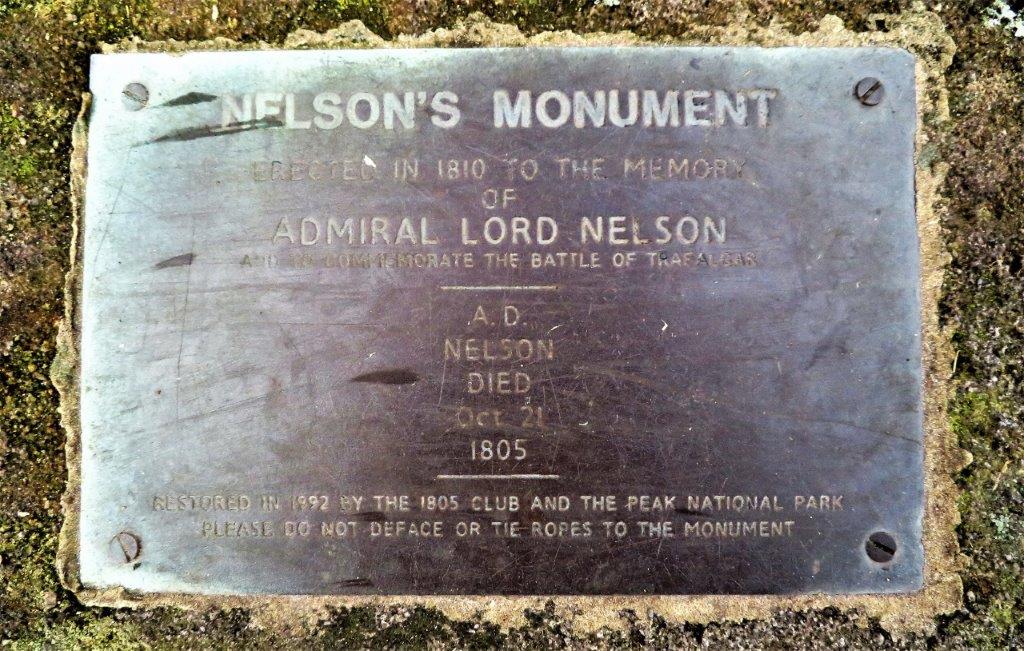 NELSON'S MONUMENT
ERECTED IN 1810 TO THE MEMORY
OF
ADMIRAL LORD NELSON
AND TO COMMEMORATE THE BATTLE OF TRAFALGAR
A.D.
NELSON
DIED
Oct. 21
1805
RESTORED IN 1992 BY THE 1805 CLUB AND THE PEAK NATIONAL PARK
PLEASE DO NOT DEFACE OR TIE ROPES TO THE MONUMENT